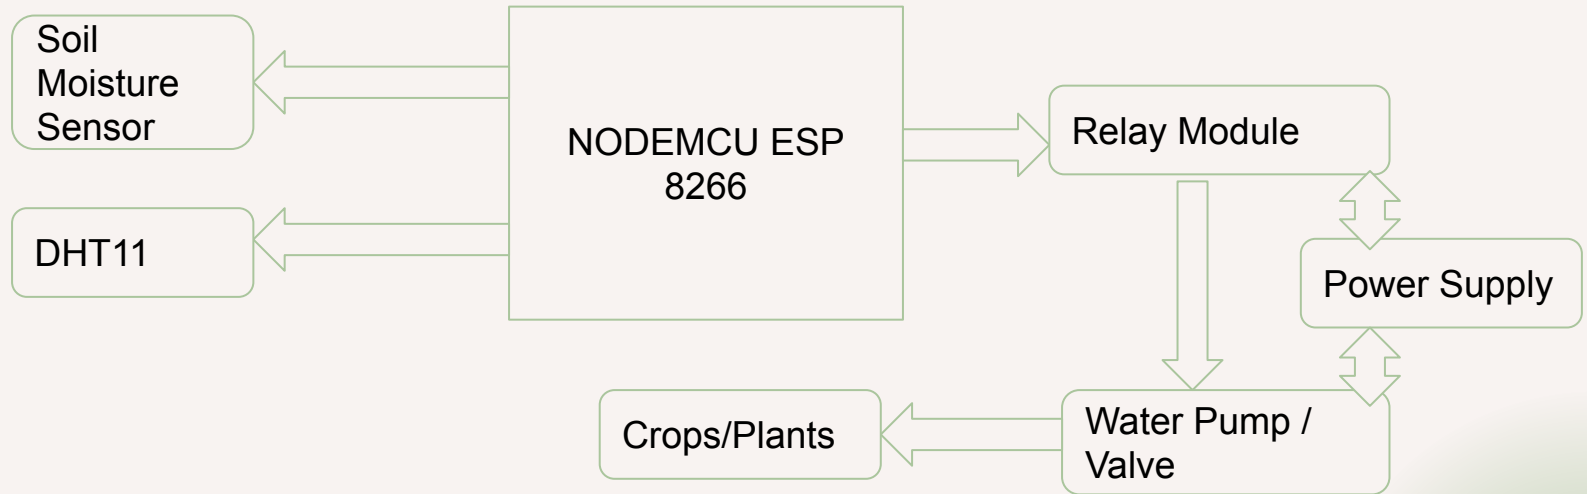 Soil
Moisture
Sensor
NODEMCU ESP
8266
Relay Module
DHT11
Power Supply
Crops/Plants
Water Pump /
Valve